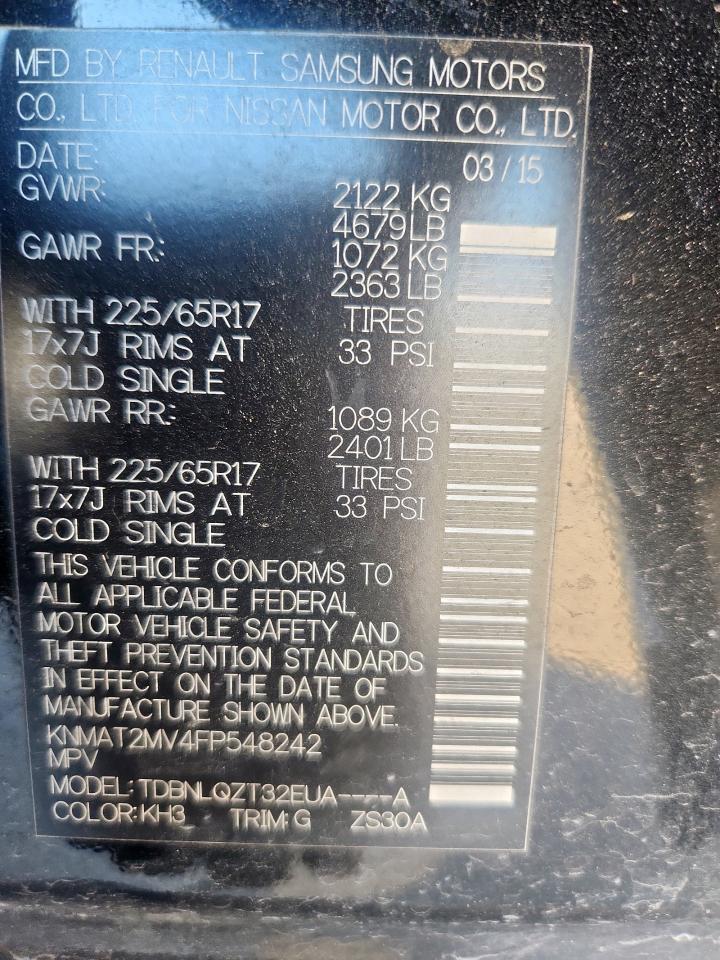 MFD BY RENAULT SAMSUNG MOTORS
CO., LTD. FOR NISSAN MOTOR CO., LTD.
DATE: 03 / 15
GVWR: 2122 KG
4679 LB
GAWR FR: 1072 KG
2363 LB
WITH 225/65R17 TIRES
17x7J RIMS AT 33 PSI
COLD SINGLE
GAWR RR: 1089 KG
2401 LB
WITH 225/65R17 TIRES
17x7J RIMS AT 33 PSI
COLD SINGLE
THIS VEHICLE CONFORMS TO
ALL APPLICABLE FEDERAL
MOTOR VEHICLE SAFETY AND
THEFT PREVENTION STANDARDS
IN EFFECT ON THE DATE OF
MANUFACTURE SHOWN ABOVE.
KNMAT2MV4FP548242
MPV
MODEL: TDBNLQZT32EUA----A
COLOR:KH3 TRIM:G ZS30A